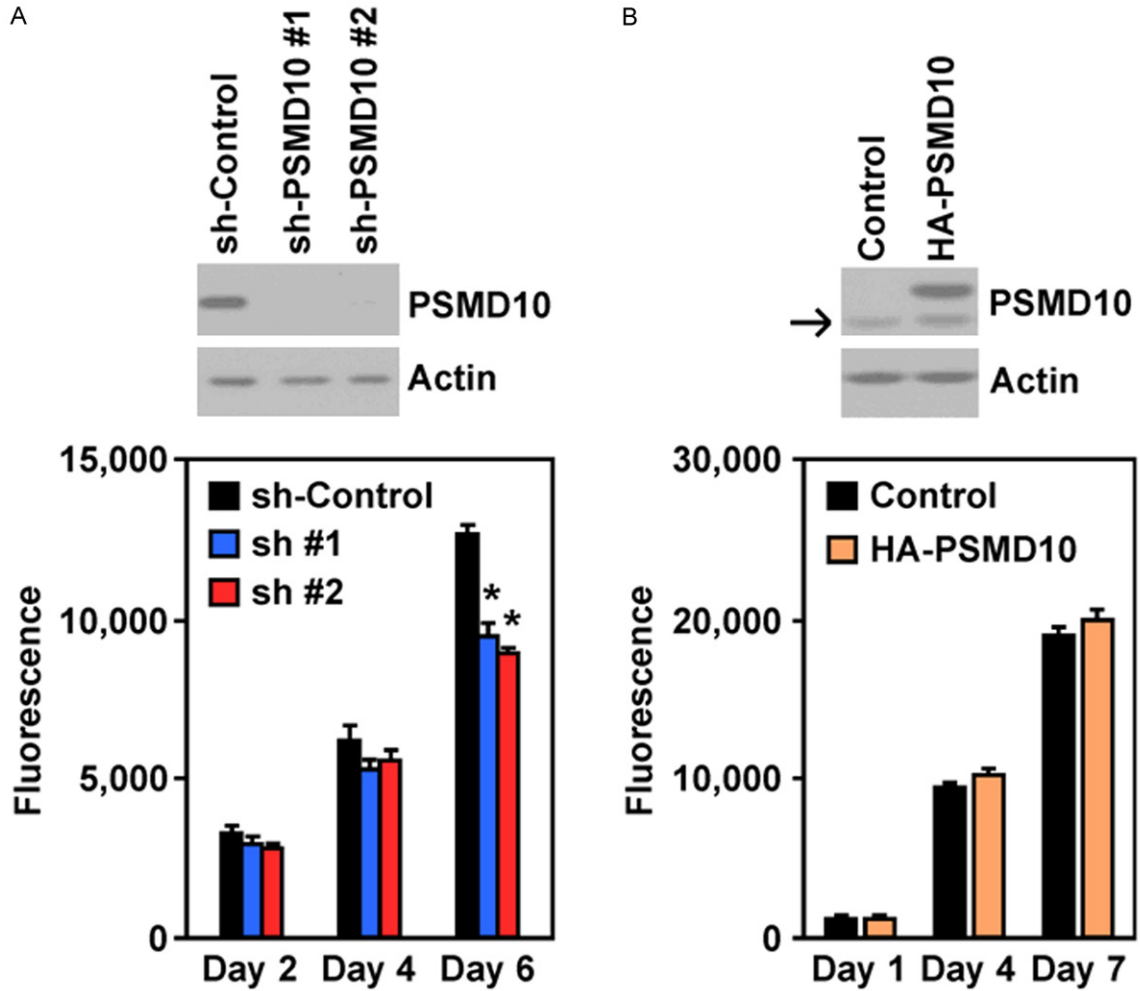 A
sh-Control
sh-PSMD10 #1
sh-PSMD10 #2
PSMD10
Actin
15,000
10,000
5,000
0
Fluorescence
sh-Control
sh #1
sh #2
*
*
Day 2 Day 4 Day 6
B
Control
HA-PSMD10
PSMD10
Actin
30,000
20,000
10,000
0
Fluorescence
Control
HA-PSMD10
Day 1 Day 4 Day 7